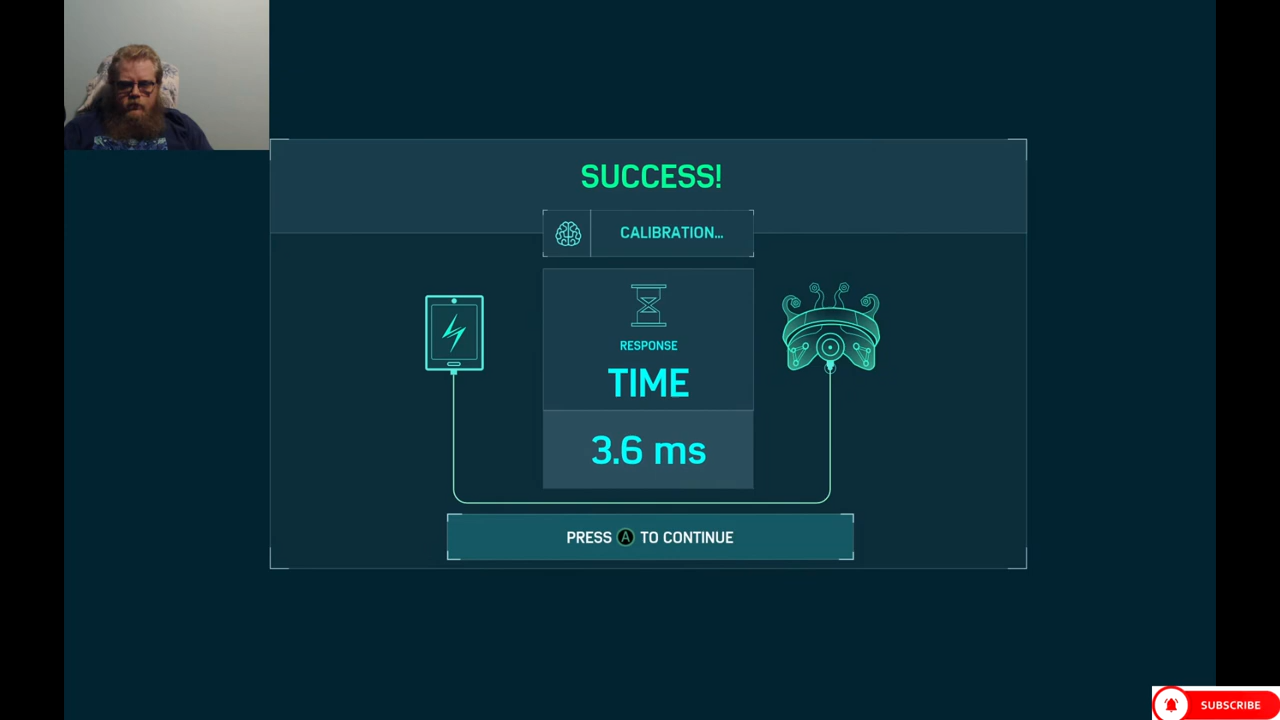 SUCCESS!
CALIBRATION...
RESPONSE
TIME
3.6 ms
PRESS A TO CONTINUE
SUBSCRIBE